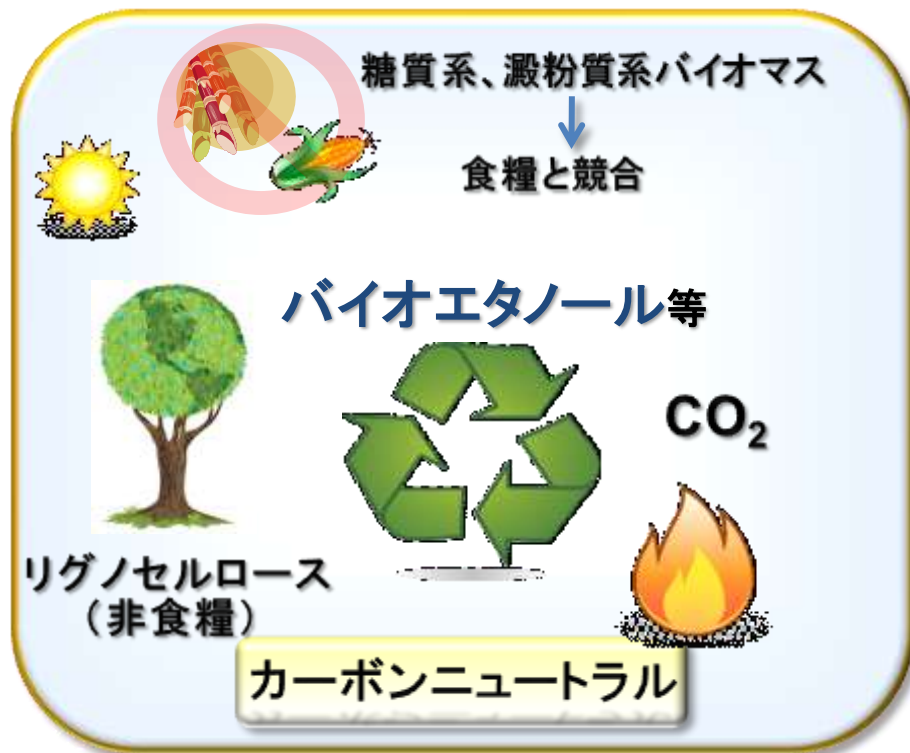 糖質系、澱粉質系バイオマス
食糧と競合
バイオエタノール等
CO₂
リグノセルロース
（非食糧）
カーボンニュートラル